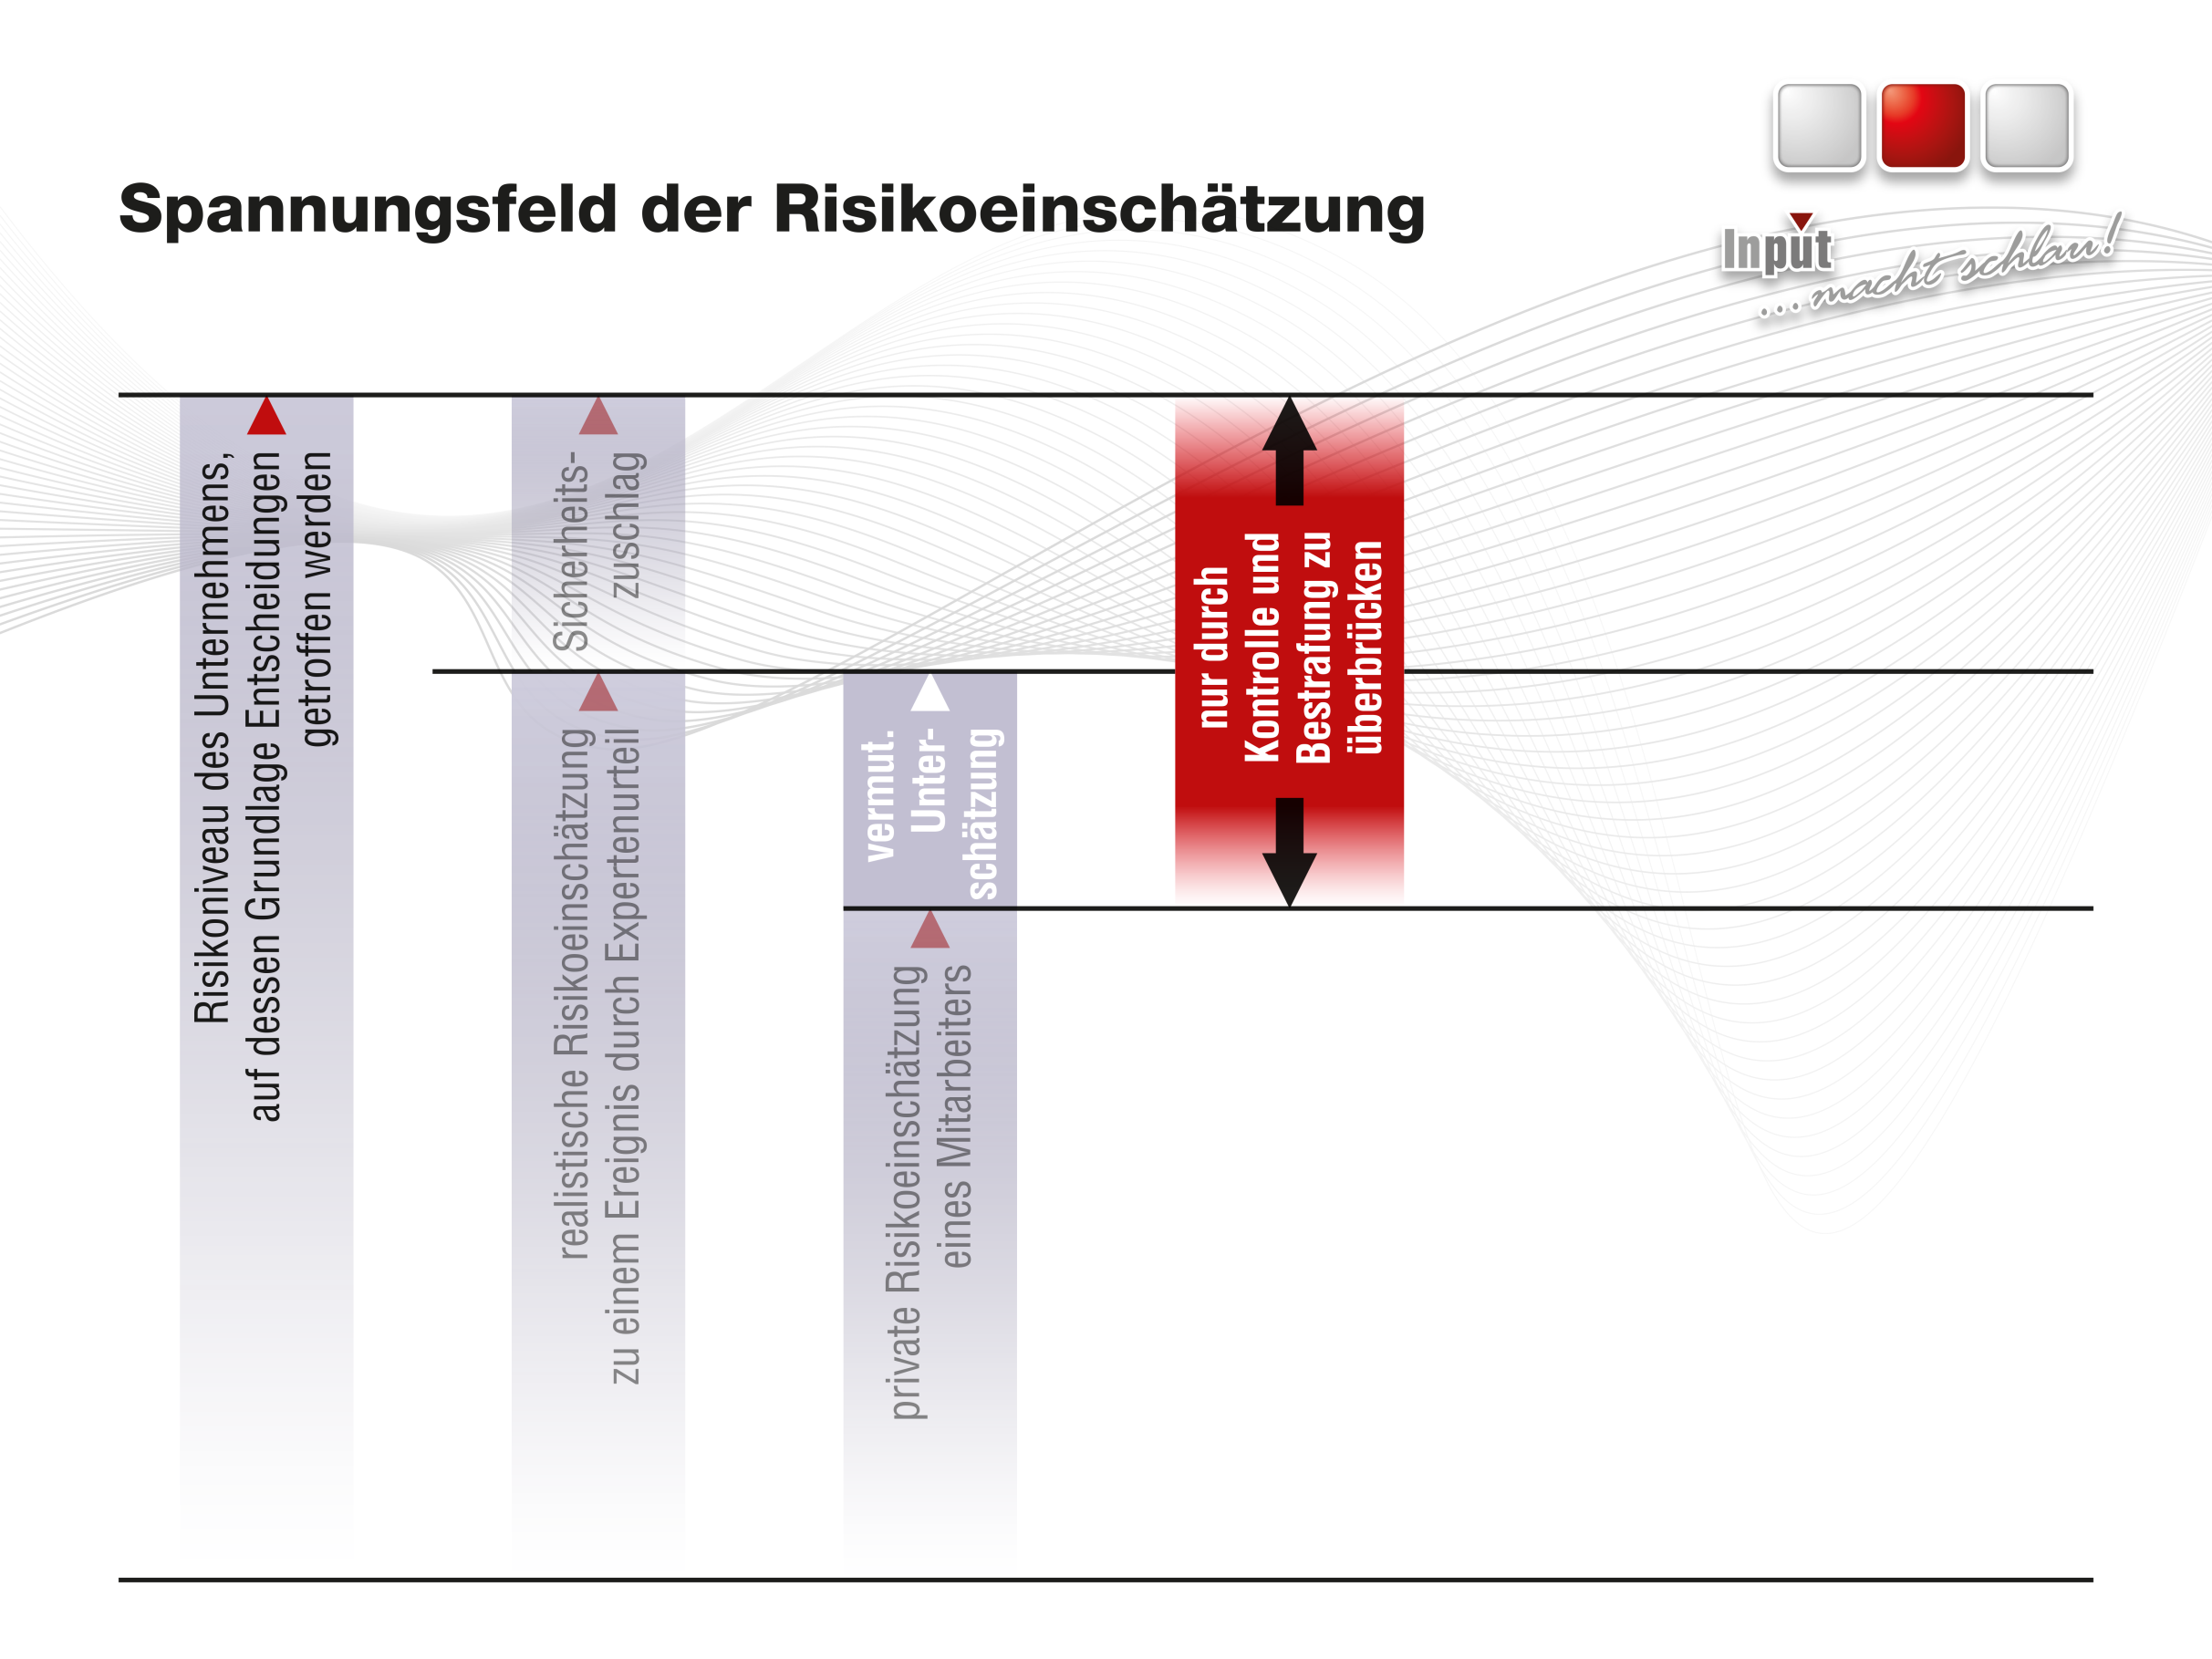 Spannungsfeld der Risikoeinschätzung
Input
... macht schlau!
Risikoniveau des Unternehmens,
auf dessen Grundlage Entscheidungen
getroffen werden
Sicherheits-
zuschlag
realistische Risikoeinschätzung
zu einem Ereignis durch Expertenurteil
vermut.
Unter-
schätzung
private Risikoeinschätzung
eines Mitarbeiters
nur durch
Kontrolle und
Bestrafung zu
überbrücken